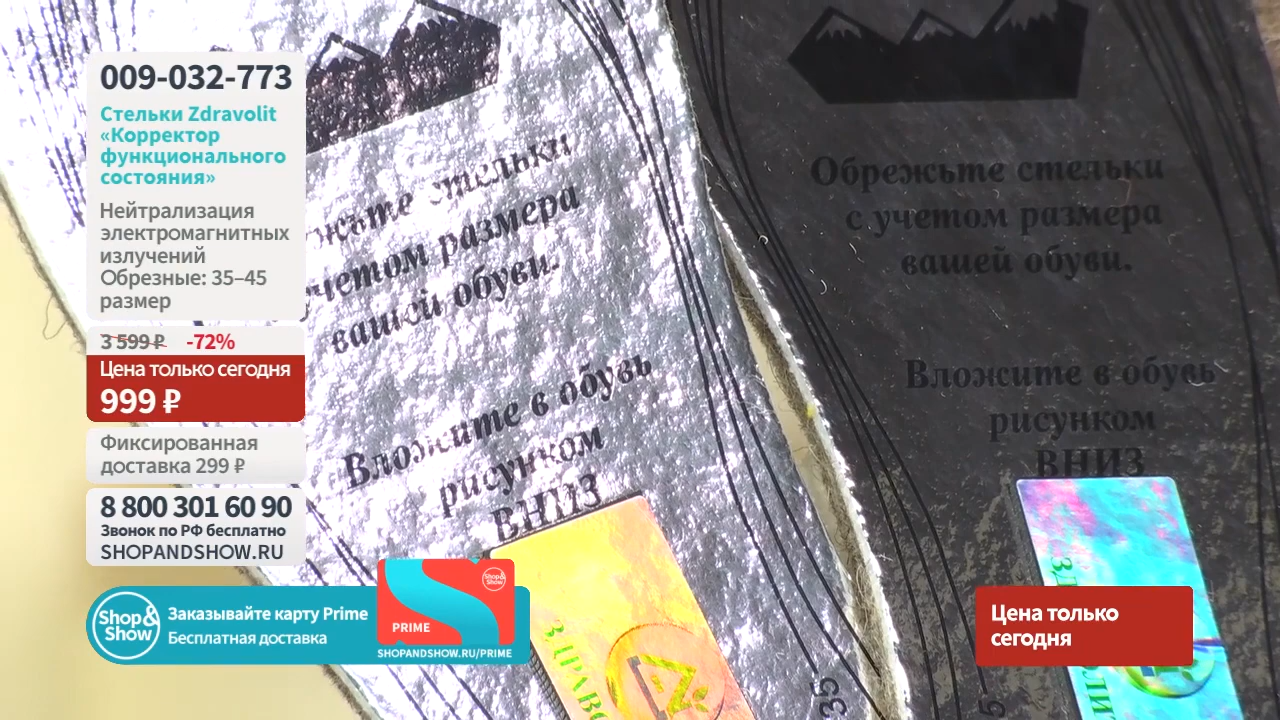 009-032-773
Стельки Zdravolit
«Корректор
функционального
состояния»
Нейтрализация
электромагнитных
излучений
Обрезные: 35–45
размер
3 599 ₽ -72%
Цена только сегодня
999 ₽
Фиксированная
доставка 299 ₽
8 800 301 60 90
Звонок по РФ бесплатно
SHOPANDSHOW.RU
Shop&
Show
Заказывайте карту Prime
Бесплатная доставка
Shop&
Show
PRIME
SHOPANDSHOW.RU/PRIME
стельки
размера
вашей обуви.
Вложите в обувь
рисунком
ВНИЗ
35
Обрежьте стельки
с учетом размера
вашей обуви.
Вложите в обувь
рисунком
ВНИЗ
Цена только
сегодня